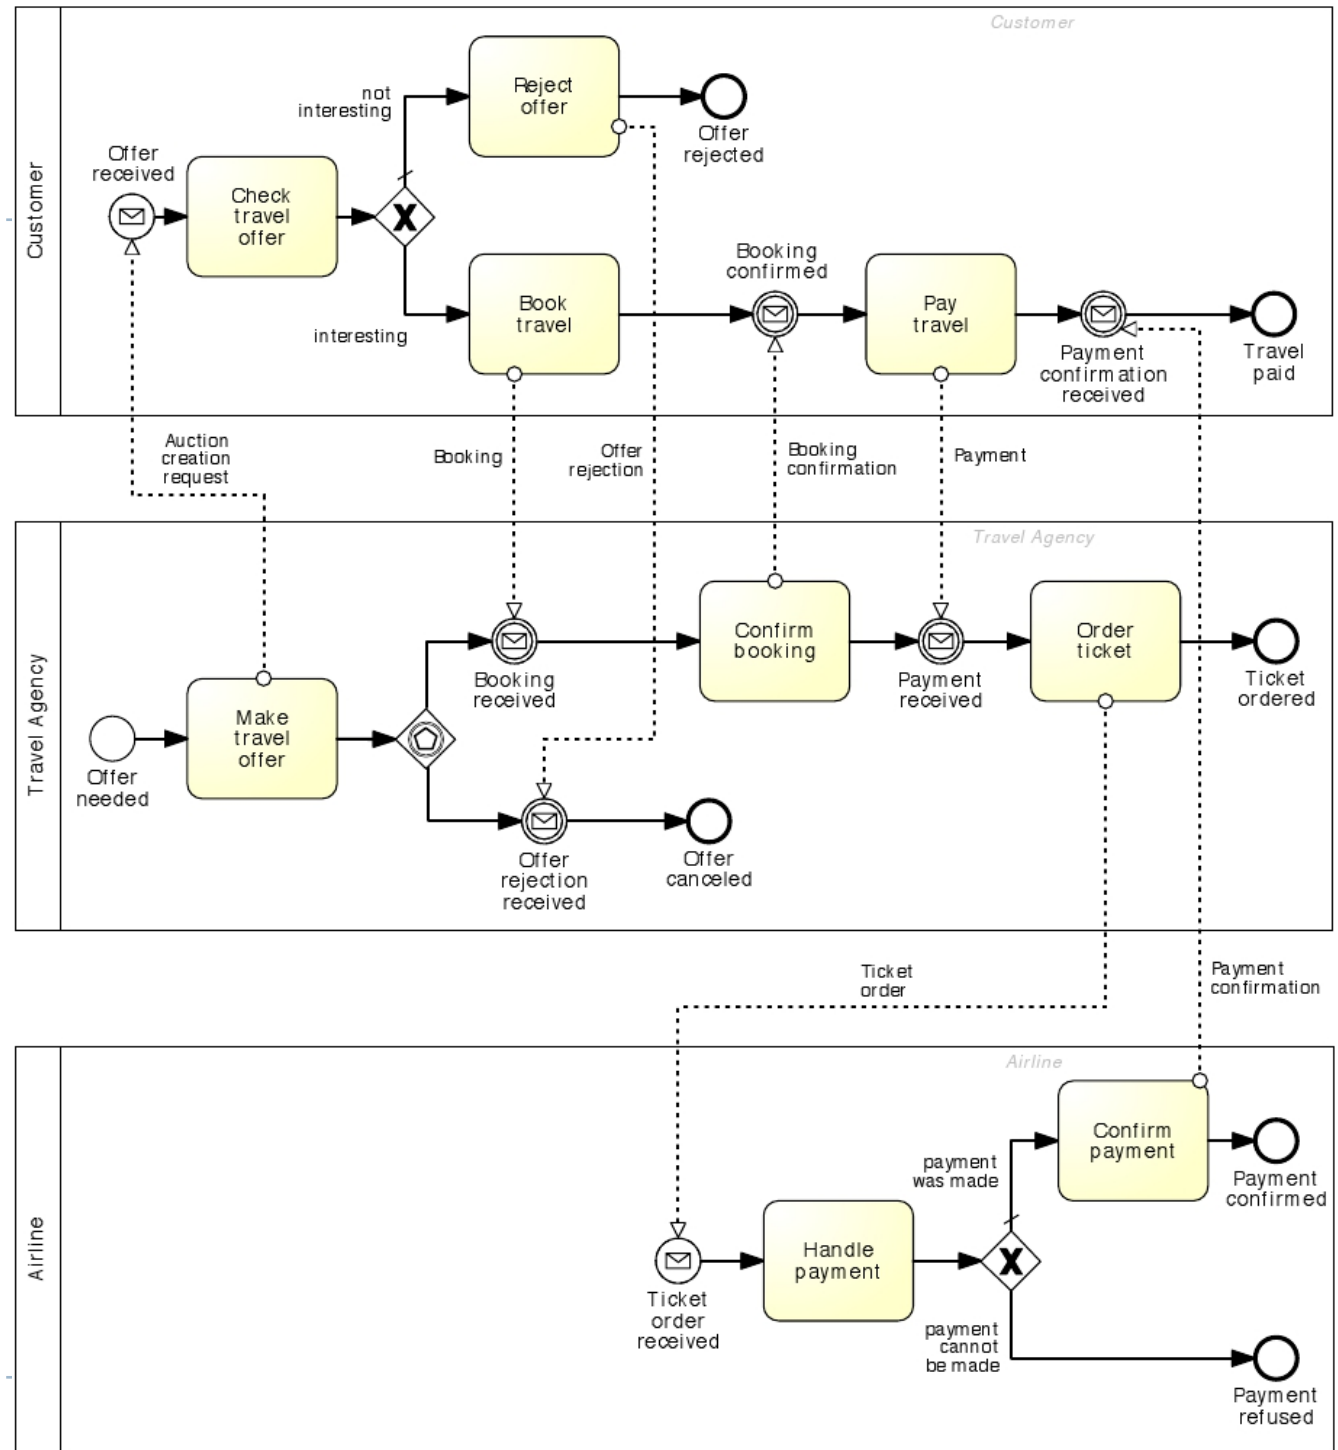 Customer
Customer
not
interesting
Reject
offer
Offer
rejected
Offer
received
Check
travel
offer
X
interesting
Book
travel
Booking
confirmed
Pay
travel
Payment
confirmation
received
Travel
paid
Auction
creation
request
Booking
Offer
rejection
Booking
confirmation
Payment
Travel Agency
Travel Agency
Offer
needed
Make
travel
offer
Booking
received
Confirm
booking
Payment
received
Order
ticket
Ticket
ordered
Offer
rejection
received
Offer
canceled
Ticket
order
Payment
confirmation
Airline
Airline
Ticket
order
received
Handle
payment
X
payment
was made
Confirm
payment
Payment
confirmed
payment
cannot
be made
Payment
refused